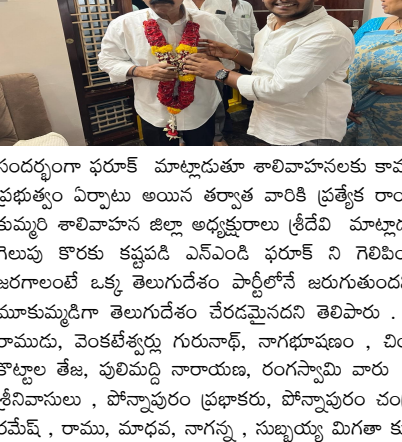 సందర్భంగా ఫరూక్ మాట్లాడుతూ శాలివాహనలకు
ప్రభుత్వం ఏర్పాటు అయిన తర్వాత వారికి ప్రత్యేక
కుమ్మరి శాలివాహన జిల్లా అధ్యక్షురాలు శ్రీదేవి
గెలుపు కొరకు కష్టపడి ఎన్ఎండి ఫరూక్ ని
జరగాలంటే ఒక్క తెలుగుదేశం పార్టీలోనే
మూకుమ్మడిగా తెలుగుదేశం చేరడమైనదని తెలిపారు .
రాముడు, వెంకటేశ్వర్లు గురునాథ్, నాగభూషణం ,
కొట్టాల తేజ, పులిమద్ది నారాయణ, రంగస్వామి వారు
శ్రీనివాసులు , పోన్నాపురం ప్రభాకరు, పోన్నాపురం
రమేష్ , రాము, మాధవ, నాగన్న , సుబ్బయ్య మిగతా